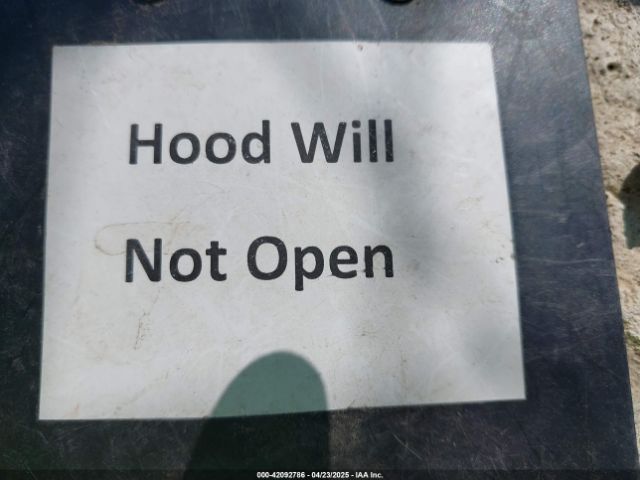 Hood Will
Not Open
000-42092786 - 04/23/2025 - IAA Inc.